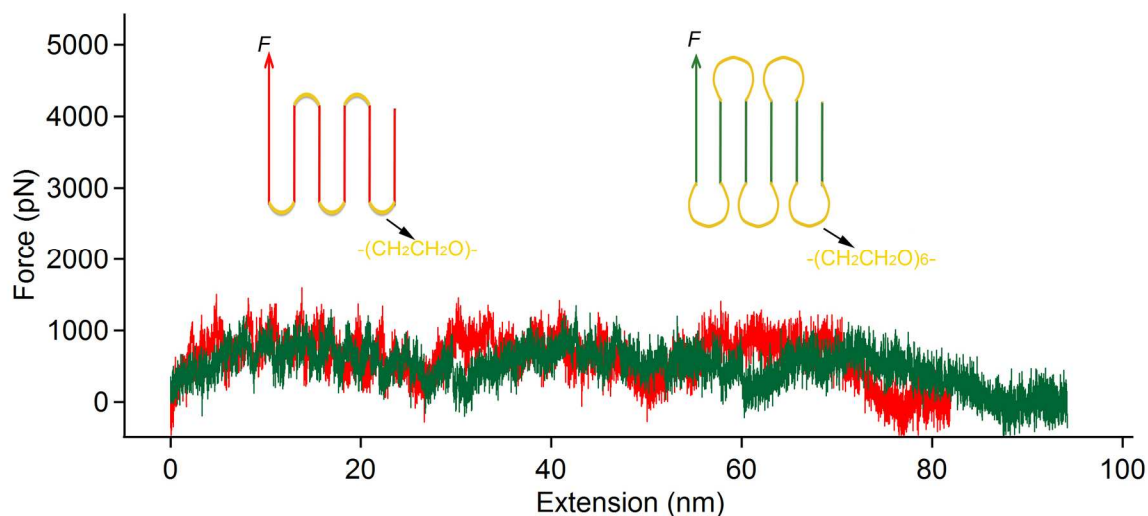 5000
4000
3000
2000
1000
0
Force (pN)
F
-(CH₂CH₂O)-
F
-(CH₂CH₂O)₆-
0 20 40 60 80 100
Extension (nm)